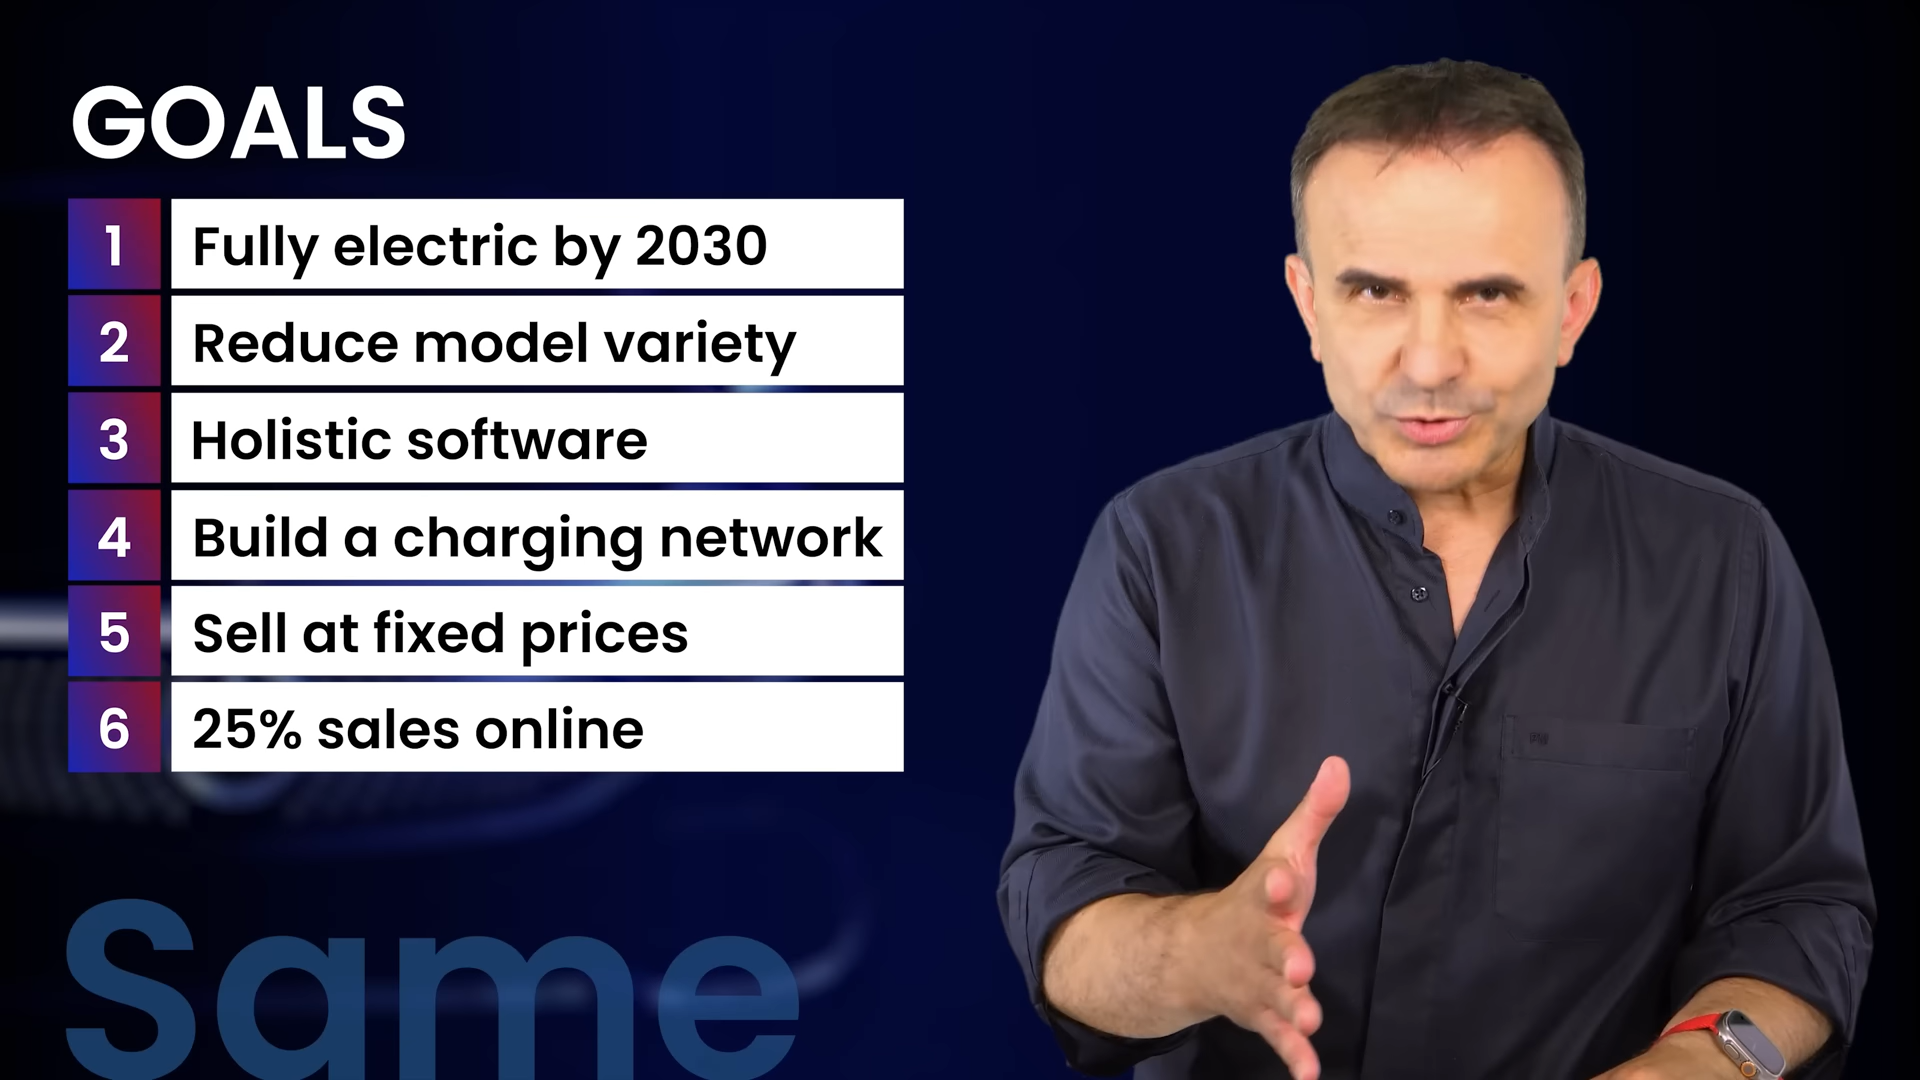 GOALS
1 Fully electric by 2030
2 Reduce model variety
3 Holistic software
4 Build a charging network
5 Sell at fixed prices
6 25% sales online
Same